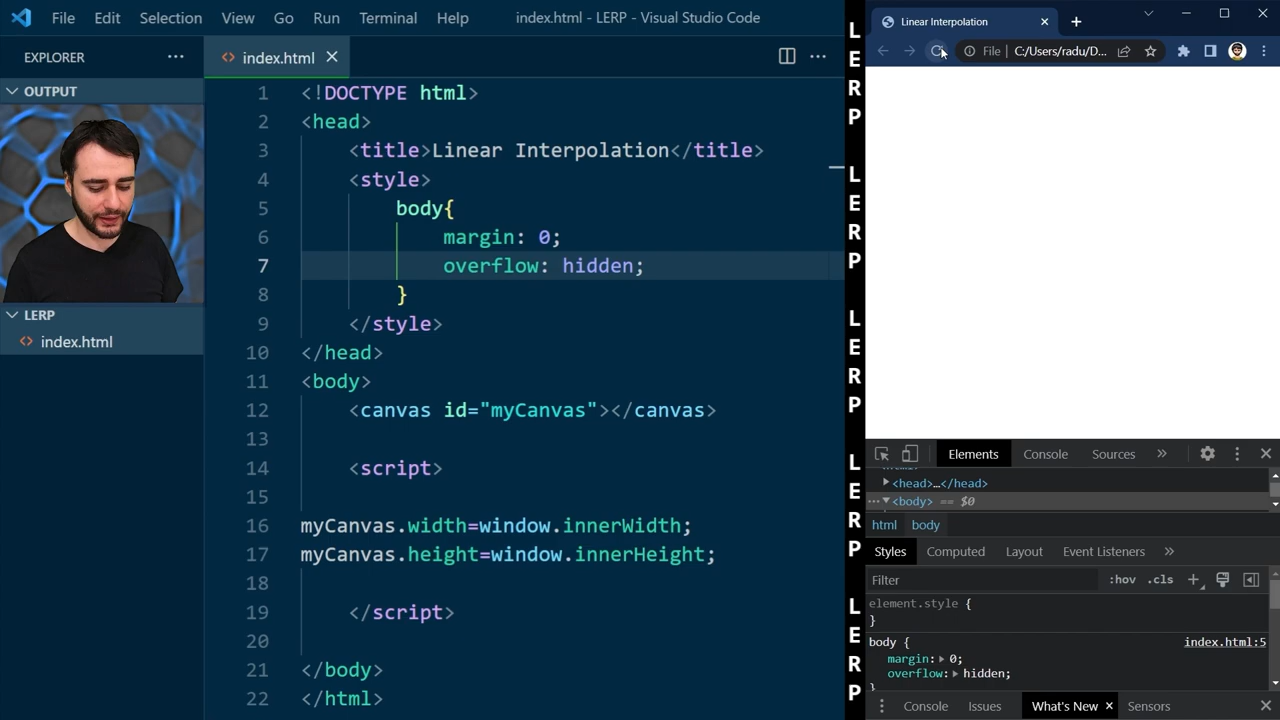 File Edit Selection View Go Run Terminal Help index.html - LERP - Visual Studio Code
EXPLORER
OUTPUT
LERP
index.html
index.html
1 <!DOCTYPE html>
2 <head>
3 <title>Linear Interpolation</title>
4 <style>
5 body{
6 margin: 0;
7 overflow: hidden;
8 }
9 </style>
10 </head>
11 <body>
12 <canvas id="myCanvas"></canvas>
13
14 <script>
15
16 myCanvas.width=window.innerWidth;
17 myCanvas.height=window.innerHeight;
18
19 </script>
20
21 </body>
22 </html>
L
E
R
P
L
E
R
P
L
E
R
P
L
E
R
P
L
E
R
P
Linear Interpolation
File C:/Users/radu/D...
Elements Console Sources
<head>…</head>
<body> == $0
html body
Styles Computed Layout Event Listeners
Filter :hov .cls
element.style {
}
body { index.html:5
margin: 0;
overflow: hidden;
}
Console Issues What's New Sensors